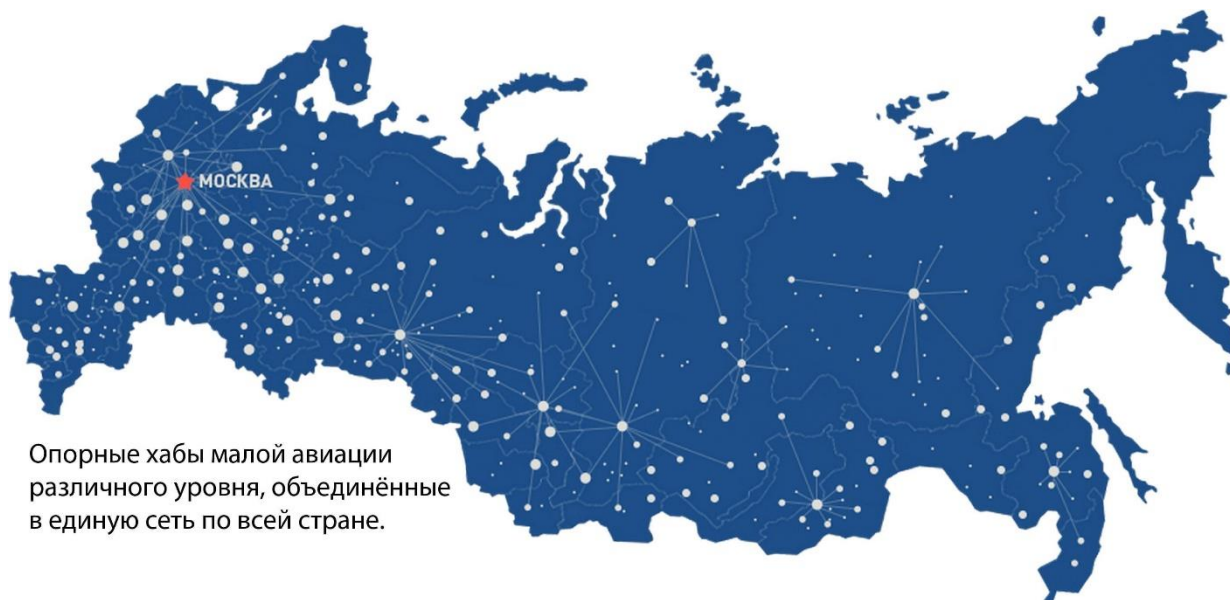 МОСКВА
Опорные хабы малой авиации
различного уровня, объединённые
в единую сеть по всей стране.